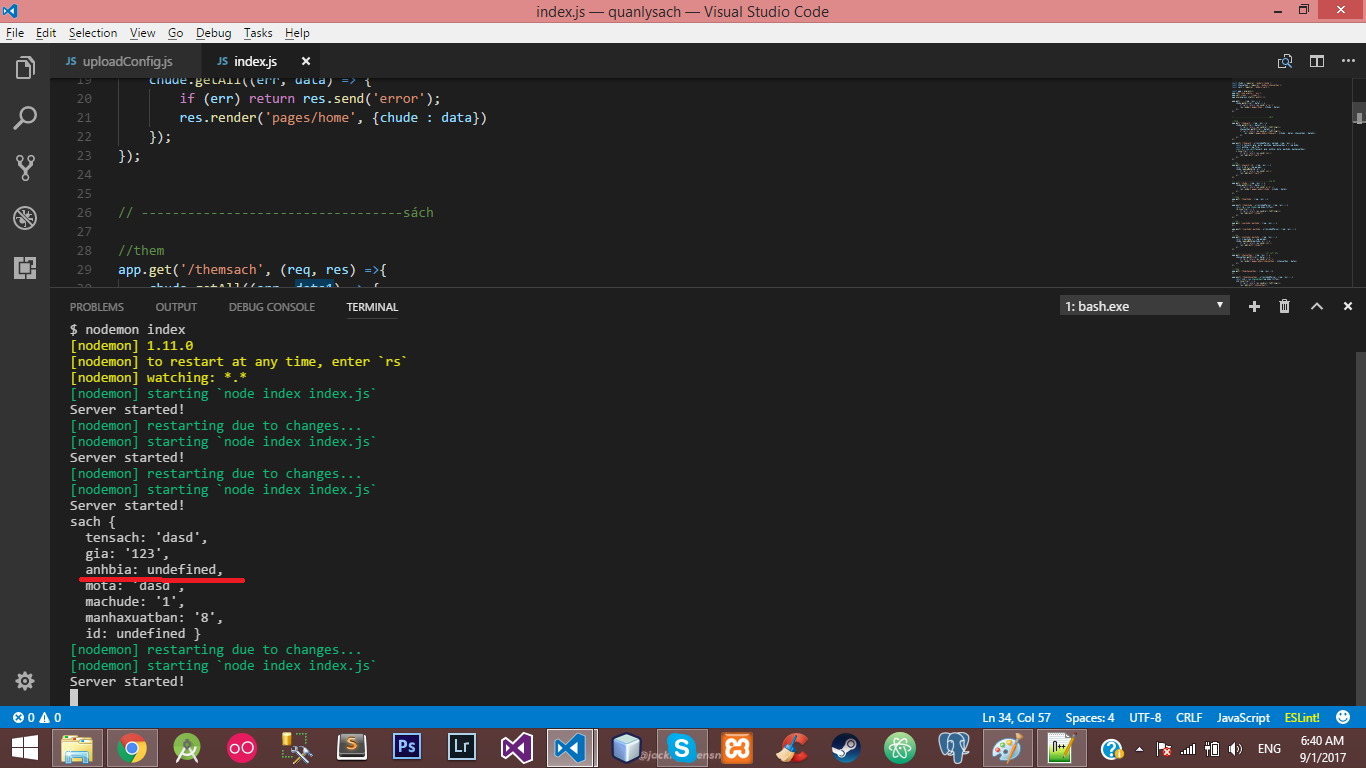 index.js — quanlysach — Visual Studio Code
File Edit Selection View Go Debug Tasks Help
JS uploadConfig.js JS index.js
19 chude.getAll((err, data) => {
20 if (err) return res.send('error');
21 res.render('pages/home', {chude : data})
22 });
23 });
24
25
26 // ----------------------------------sách
27
28 //them
29 app.get('/themsach', (req, res) =>{
chude.getAll((err, data1) => {
PROBLEMS OUTPUT DEBUG CONSOLE TERMINAL 1: bash.exe
$ nodemon index
[nodemon] 1.11.0
[nodemon] to restart at any time, enter `rs`
[nodemon] watching: *.*
[nodemon] starting `node index index.js`
Server started!
[nodemon] restarting due to changes...
[nodemon] starting `node index index.js`
Server started!
[nodemon] restarting due to changes...
[nodemon] starting `node index index.js`
Server started!
sach {
tensach: 'dasd',
gia: '123',
anhbia: undefined,
mota: 'dasd',
machude: '1',
manhaxuatban: '8',
id: undefined }
[nodemon] restarting due to changes...
[nodemon] starting `node index index.js`
Server started!
0 0 Ln 34, Col 57 Spaces: 4 UTF-8 CRLF JavaScript ESLint!
ENG 6:40 AM
9/1/2017